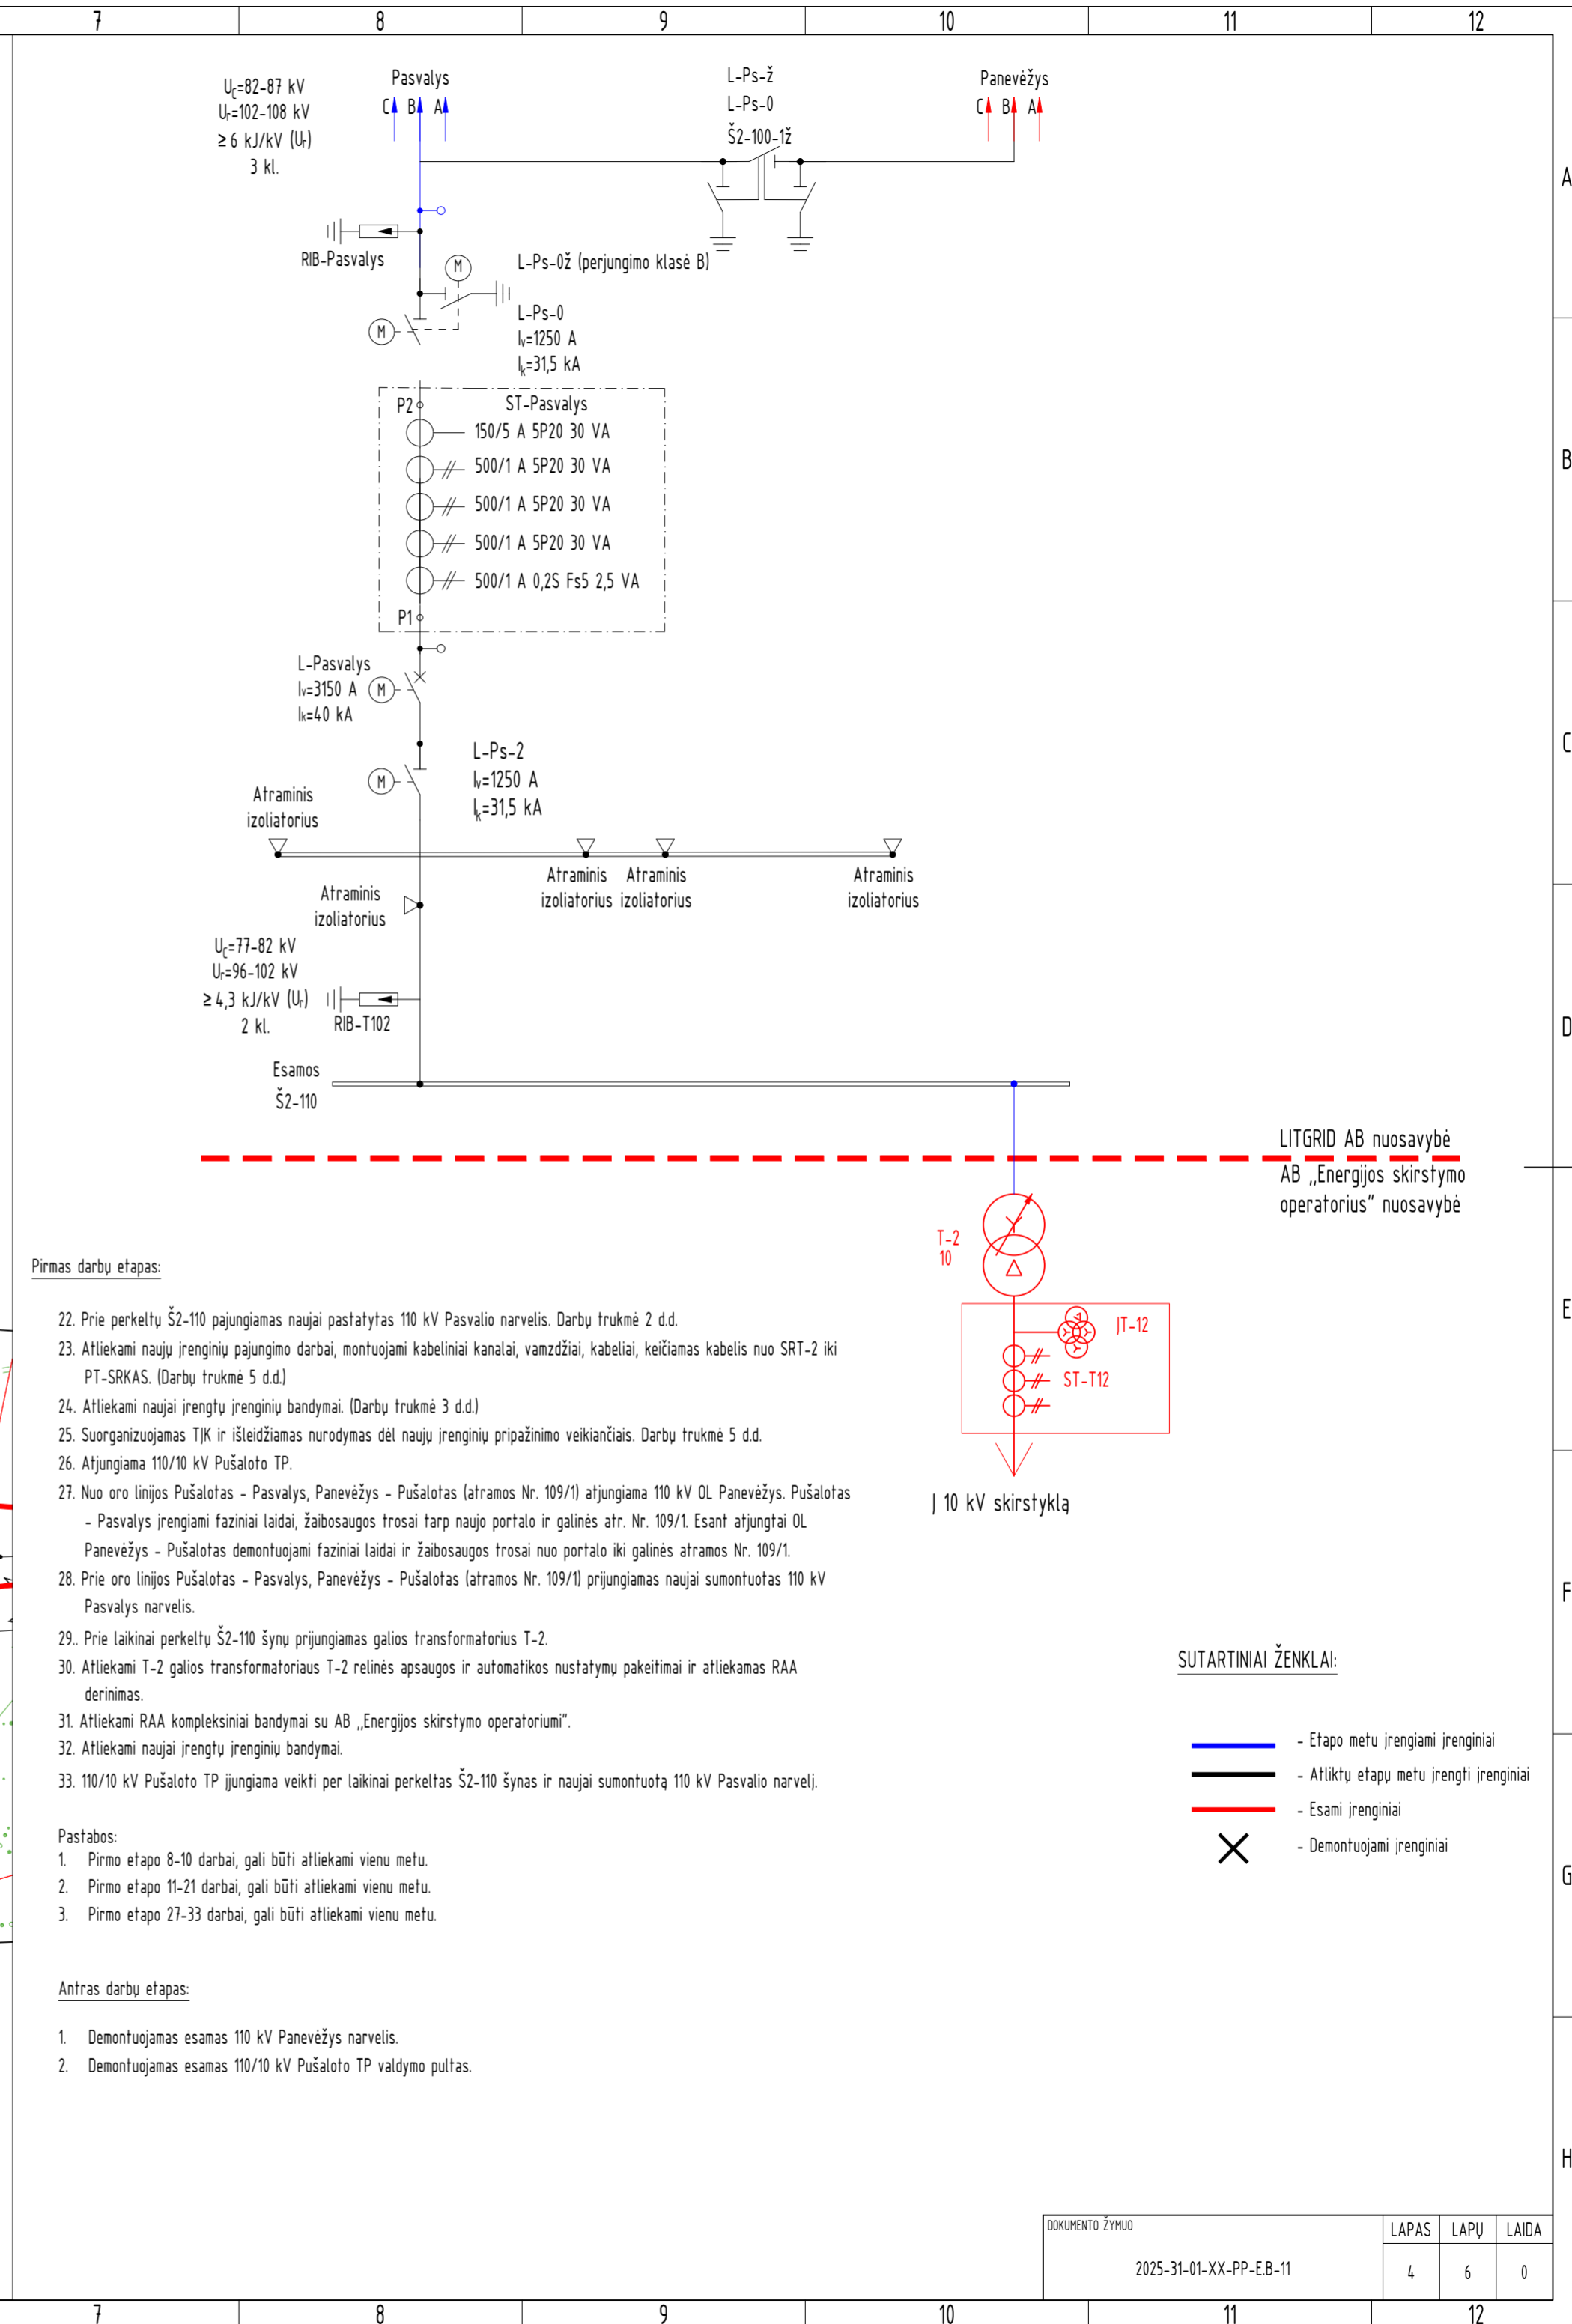 7 8 9 10 11 12
U_C=82-87 kV
U_r=102-108 kV
≥ 6 kJ/kV (U_r)
3 kl.
Pasvalys
C B A
L-Ps-ž
L-Ps-0
Š2-100-1ž
Panevėžys
C B A
A
RIB-Pasvalys
M
L-Ps-0ž (perjungimo klasė B)
M
L-Ps-0
I_v=1250 A
I_k=31,5 kA
P2
ST-Pasvalys
150/5 A 5P20 30 VA
500/1 A 5P20 30 VA
500/1 A 5P20 30 VA
500/1 A 5P20 30 VA
500/1 A 0,2S Fs5 2,5 VA
P1
B
L-Pasvalys
I_v=3150 A
I_k=40 kA
M
L-Ps-2
I_v=1250 A
I_k=31,5 kA
M
C
Atraminis
izoliatorius
Atraminis
izoliatorius
Atraminis
izoliatorius
Atraminis
izoliatorius
Atraminis
izoliatorius
U_C=77-82 kV
U_r=96-102 kV
≥ 4,3 kJ/kV (U_r)
2 kl.
RIB-T102
D
Esamos
Š2-110
LITGRID AB nuosavybė
AB „Energijos skirstymo
operatorius“ nuosavybė
T-2
10
ĮT-12
ST-T12
Į 10 kV skirstyklą
E
Pirmas darbų etapas:
22. Prie perkeltų Š2-110 pajungiamas naujai pastatytas 110 kV Pasvalio narvelis. Darbų trukmė 2 d.d.
23. Atliekami naujų įrenginių pajungimo darbai, montuojami kabeliniai kanalai, vamzdžiai, kabeliai, keičiamas kabelis nuo SRT-2 iki
PT-SRKAS. (Darbų trukmė 5 d.d.)
24. Atliekami naujai įrengtų įrenginių bandymai. (Darbų trukmė 3 d.d.)
25. Suorganizuojamas TĮK ir išleidžiamas nurodymas dėl naujų įrenginių pripažinimo veikiančiais. Darbų trukmė 5 d.d.
26. Atjungiama 110/10 kV Pušaloto TP.
27. Nuo oro linijos Pušalotas - Pasvalys, Panevėžys - Pušalotas (atramos Nr. 109/1) atjungiama 110 kV OL Panevėžys. Pušalotas
- Pasvalys įrengiami faziniai laidai, žaibosaugos trosai tarp naujo portalo ir galinės atr. Nr. 109/1. Esant atjungtai OL
Panevėžys - Pušalotas demontuojami faziniai laidai ir žaibosaugos trosai nuo portalo iki galinės atramos Nr. 109/1.
28. Prie oro linijos Pušalotas - Pasvalys, Panevėžys - Pušalotas (atramos Nr. 109/1) prijungiamas naujai sumontuotas 110 kV
Pasvalys narvelis.
29.. Prie laikinai perkeltų Š2-110 šynų prijungiamas galios transformatorius T-2.
30. Atliekami T-2 galios transformatoriaus T-2 relinės apsaugos ir automatikos nustatymų pakeitimai ir atliekamas RAA
derinimas.
31. Atliekami RAA kompleksiniai bandymai su AB „Energijos skirstymo operatoriumi“.
32. Atliekami naujai įrengtų įrenginių bandymai.
33. 110/10 kV Pušaloto TP įjungiama veikti per laikinai perkeltas Š2-110 šynas ir naujai sumontuotą 110 kV Pasvalio narvelį.
F
Pastabos:
1. Pirmo etapo 8-10 darbai, gali būti atliekami vienu metu.
2. Pirmo etapo 11-21 darbai, gali būti atliekami vienu metu.
3. Pirmo etapo 27-33 darbai, gali būti atliekami vienu metu.
SUTARTINIAI ŽENKLAI:
- Etapo metu įrengiami įrenginiai
- Atliktų etapų metu įrengti įrenginiai
- Esami įrenginiai
- Demontuojami įrenginiai
G
Antras darbų etapas:
1. Demontuojamas esamas 110 kV Panevėžys narvelis.
2. Demontuojamas esamas 110/10 kV Pušaloto TP valdymo pultas.
H
DOKUMENTO ŽYMUO
2025-31-01-XX-PP-E.B-11
LAPAS LAPŲ LAIDA
4 6 0
7 8 9 10 11 12